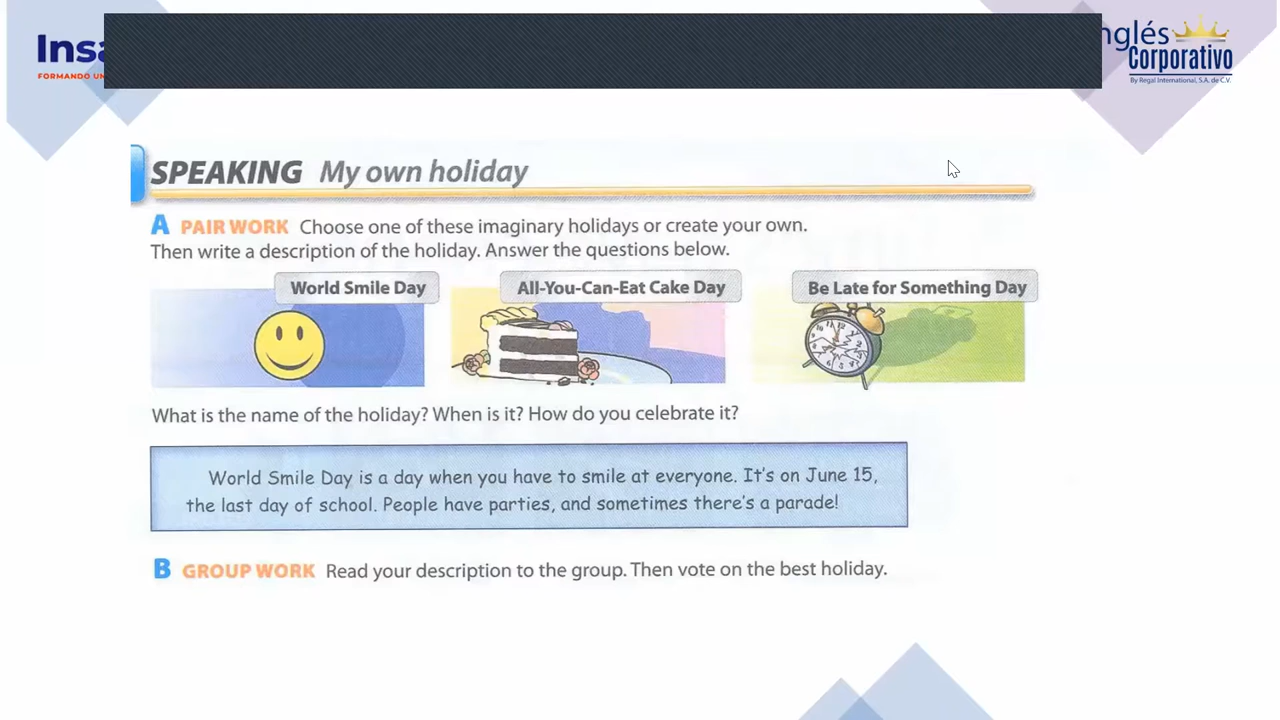 Insa
FORMANDO UN
nglés
Corporativo
By Regal International, S.A. de C.V.
SPEAKING My own holiday
A PAIR WORK Choose one of these imaginary holidays or create your own.
Then write a description of the holiday. Answer the questions below.
World Smile Day
All-You-Can-Eat Cake Day
Be Late for Something Day
What is the name of the holiday? When is it? How do you celebrate it?
World Smile Day is a day when you have to smile at everyone. It's on June 15,
the last day of school. People have parties, and sometimes there's a parade!
B GROUP WORK Read your description to the group. Then vote on the best holiday.